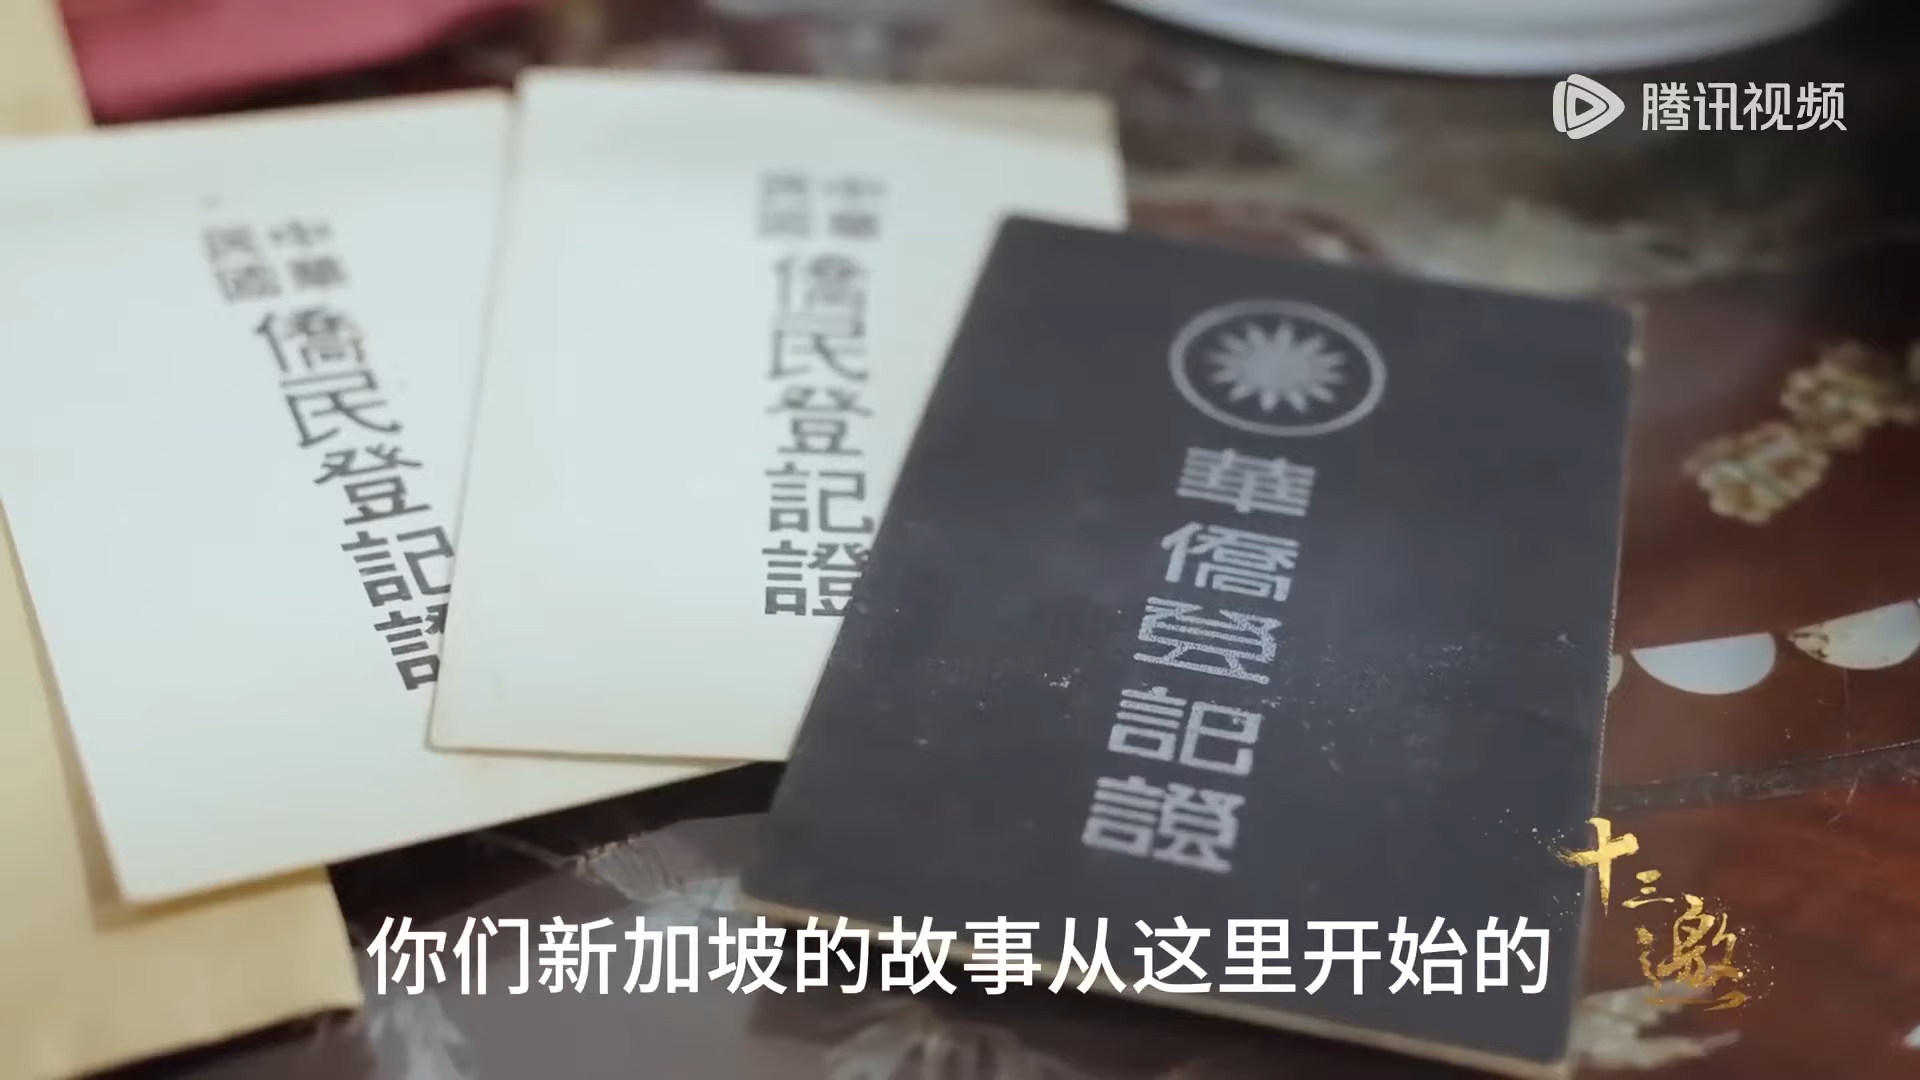 腾讯视频
中華
民國
僑民登記證
中華
民國
僑民登記證
華僑登記證
十三邀
你们新加坡的故事从这里开始的